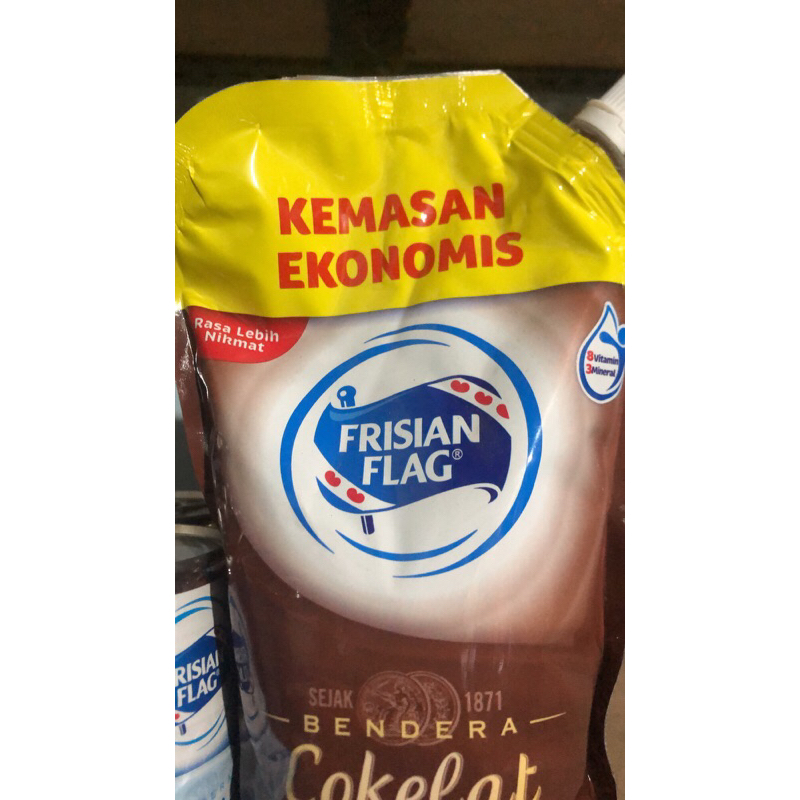 KEMASAN
EKONOMIS
Rasa Lebih
Nikmat
8 Vitamin
3 Mineral
FRISIAN
FLAG®
RISIAN
FLAG
SEJAK 1871
BENDERA
Cokelat